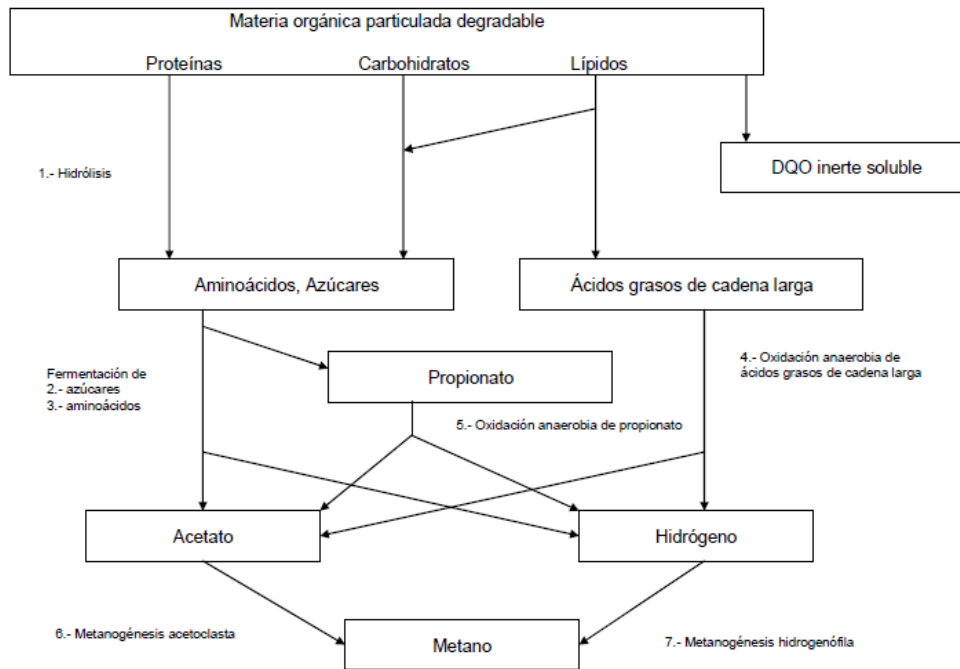 Materia orgánica particulada degradable
Proteínas Carbohidratos Lípidos
1.- Hidrólisis
DQO inerte soluble
Aminoácidos, Azúcares
Ácidos grasos de cadena larga
Fermentación de
2.- azúcares
3.- aminoácidos
Propionato
4.- Oxidación anaerobia de
ácidos grasos de cadena larga
5.- Oxidación anaerobia de propionato
Acetato
Hidrógeno
6.- Metanogénesis acetoclasta
Metano
7.- Metanogénesis hidrogenófila